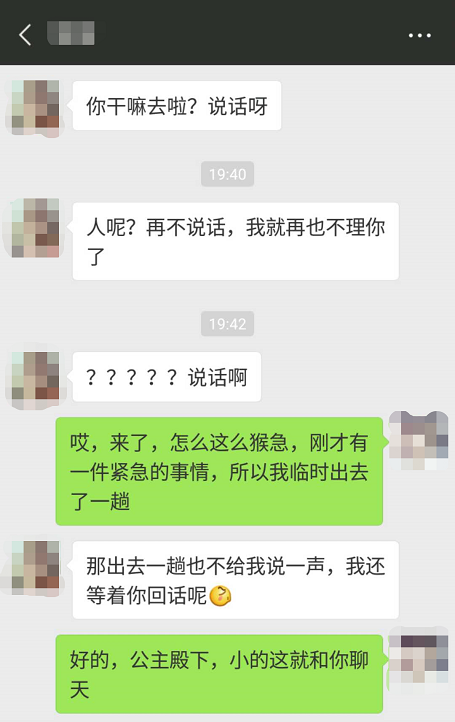 你干嘛去啦？说话呀
19:40
人呢？再不说话，我就再也不理你
了
19:42
？？？？？说话啊
哎，来了，怎么这么猴急，刚才有
一件紧急的事情，所以我临时出去
了一趟
那出去一趟也不给我说一声，我还
等着你回话呢
好的，公主殿下，小的这就和你聊
天